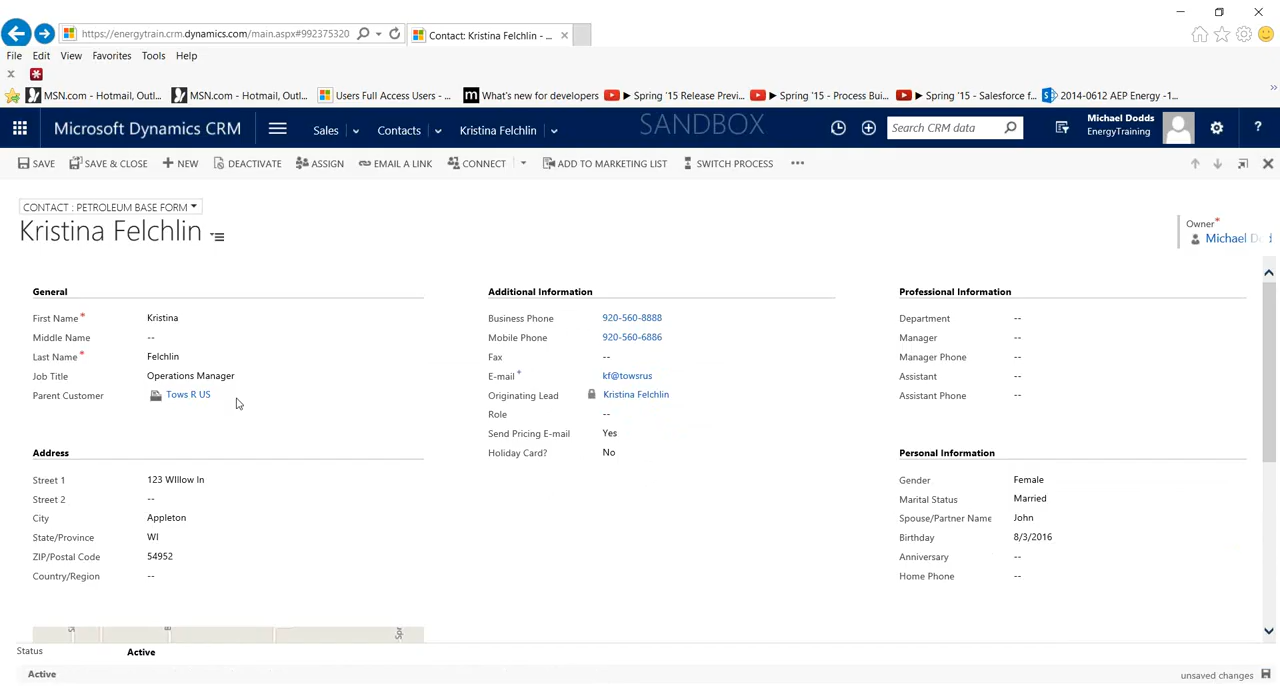 https://energytrain.crm.dynamics.com/main.aspx#992375320
Contact: Kristina Felchlin - ...
File Edit View Favorites Tools Help
x
MSN.com - Hotmail, Outl... MSN.com - Hotmail, Outl... Users Full Access Users - ... What's new for developers ▶ Spring '15 Release Previ... ▶ Spring '15 - Process Bui... ▶ Spring '15 - Salesforce f... 2014-0612 AEP Energy -1...
Microsoft Dynamics CRM
Sales Contacts Kristina Felchlin
SANDBOX
Search CRM data
Michael Dodds
EnergyTraining
?
SAVE SAVE & CLOSE NEW DEACTIVATE ASSIGN EMAIL A LINK CONNECT ADD TO MARKETING LIST SWITCH PROCESS •••
CONTACT : PETROLEUM BASE FORM
Kristina Felchlin
Owner*
Michael
General
First Name* Kristina
Middle Name --
Last Name* Felchlin
Job Title Operations Manager
Parent Customer Tows R US
Address
Street 1 123 WIllow ln
Street 2 --
City Appleton
State/Province WI
ZIP/Postal Code 54952
Country/Region --
Additional Information
Business Phone 920-560-8888
Mobile Phone 920-560-6886
Fax --
E-mail+ kf@towsrus
Originating Lead Kristina Felchlin
Role --
Send Pricing E-mail Yes
Holiday Card? No
Professional Information
Department --
Manager --
Manager Phone --
Assistant --
Assistant Phone --
Personal Information
Gender Female
Marital Status Married
Spouse/Partner Name John
Birthday 8/3/2016
Anniversary --
Home Phone --
Status Active
Active
unsaved changes